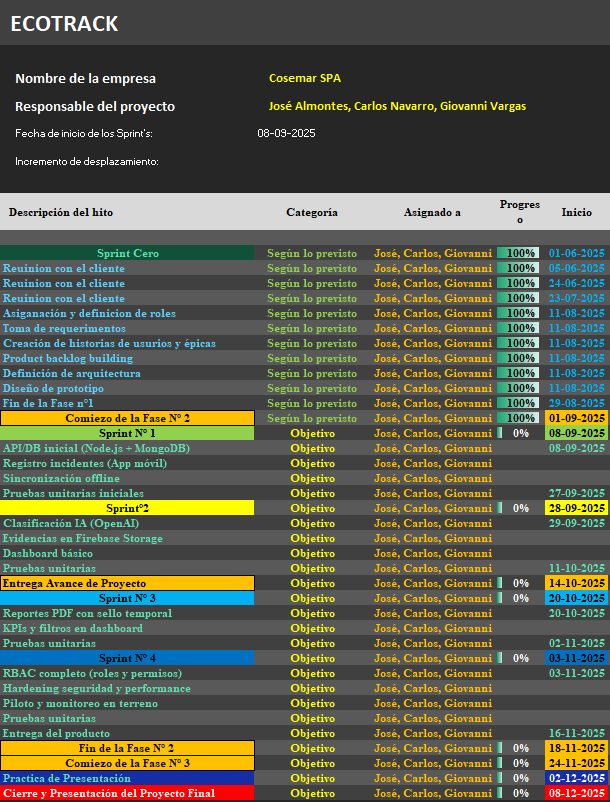 ECOTRACK
Nombre de la empresa Cosemar SPA
Responsable del proyecto José Almontes, Carlos Navarro, Giovanni Vargas
Fecha de inicio de los Sprint's: 08-09-2025
Incremento de desplazamiento:
Descripción del hito Categoría Asignado a Progreso Inicio
Sprint Cero Según lo previsto José, Carlos, Giovanni 100% 01-06-2025
Reuinion con el cliente Según lo previsto José, Carlos, Giovanni 100% 05-06-2025
Reuinion con el cliente Según lo previsto José, Carlos, Giovanni 100% 24-06-2025
Reuinion con el cliente Según lo previsto José, Carlos, Giovanni 100% 23-07-2025
Asiganación y definicion de roles Según lo previsto José, Carlos, Giovanni 100% 11-08-2025
Toma de requerimentos Según lo previsto José, Carlos, Giovanni 100% 11-08-2025
Creación de historias de usurios y épicas Según lo previsto José, Carlos, Giovanni 100% 11-08-2025
Product backlog building Según lo previsto José, Carlos, Giovanni 100% 11-08-2025
Definición de arquitectura Según lo previsto José, Carlos, Giovanni 100% 11-08-2025
Diseño de prototipo Según lo previsto José, Carlos, Giovanni 100% 11-08-2025
Fin de la Fase n°1 Según lo previsto José, Carlos, Giovanni 100% 29-08-2025
Comiezo de la Fase N° 2 Según lo previsto José, Carlos, Giovanni 100% 01-09-2025
Sprint N° 1 Objetivo José, Carlos, Giovanni 0% 08-09-2025
API/DB inicial (Node.js + MongoDB) Objetivo José, Carlos, Giovanni 08-09-2025
Registro incidentes (App móvil) Objetivo José, Carlos, Giovanni
Sincronización offline Objetivo José, Carlos, Giovanni
Pruebas unitarias iniciales Objetivo José, Carlos, Giovanni 27-09-2025
Sprint°2 Objetivo José, Carlos, Giovanni 0% 28-09-2025
Clasificación IA (OpenAI) Objetivo José, Carlos, Giovanni 29-09-2025
Evidencias en Firebase Storage Objetivo José, Carlos, Giovanni
Dashboard básico Objetivo José, Carlos, Giovanni
Pruebas unitarias Objetivo José, Carlos, Giovanni 11-10-2025
Entrega Avance de Proyecto Objetivo José, Carlos, Giovanni 0% 14-10-2025
Sprint N° 3 Objetivo José, Carlos, Giovanni 0% 20-10-2025
Reportes PDF con sello temporal Objetivo José, Carlos, Giovanni 20-10-2025
KPIs y filtros en dashboard Objetivo José, Carlos, Giovanni
Pruebas unitarias Objetivo José, Carlos, Giovanni 02-11-2025
Sprint N° 4 Objetivo José, Carlos, Giovanni 0% 03-11-2025
RBAC completo (roles y permisos) Objetivo José, Carlos, Giovanni 03-11-2025
Hardening seguridad y performance Objetivo José, Carlos, Giovanni
Piloto y monitoreo en terreno Objetivo José, Carlos, Giovanni
Pruebas unitarias Objetivo José, Carlos, Giovanni
Entrega del producto Objetivo José, Carlos, Giovanni 16-11-2025
Fin de la Fase N° 2 Objetivo José, Carlos, Giovanni 0% 18-11-2025
Comiezo de la Fase N° 3 Objetivo José, Carlos, Giovanni 0% 24-11-2025
Practica de Presentación Objetivo José, Carlos, Giovanni 0% 02-12-2025
Cierre y Presentación del Proyecto Final Objetivo José, Carlos, Giovanni 0% 08-12-2025